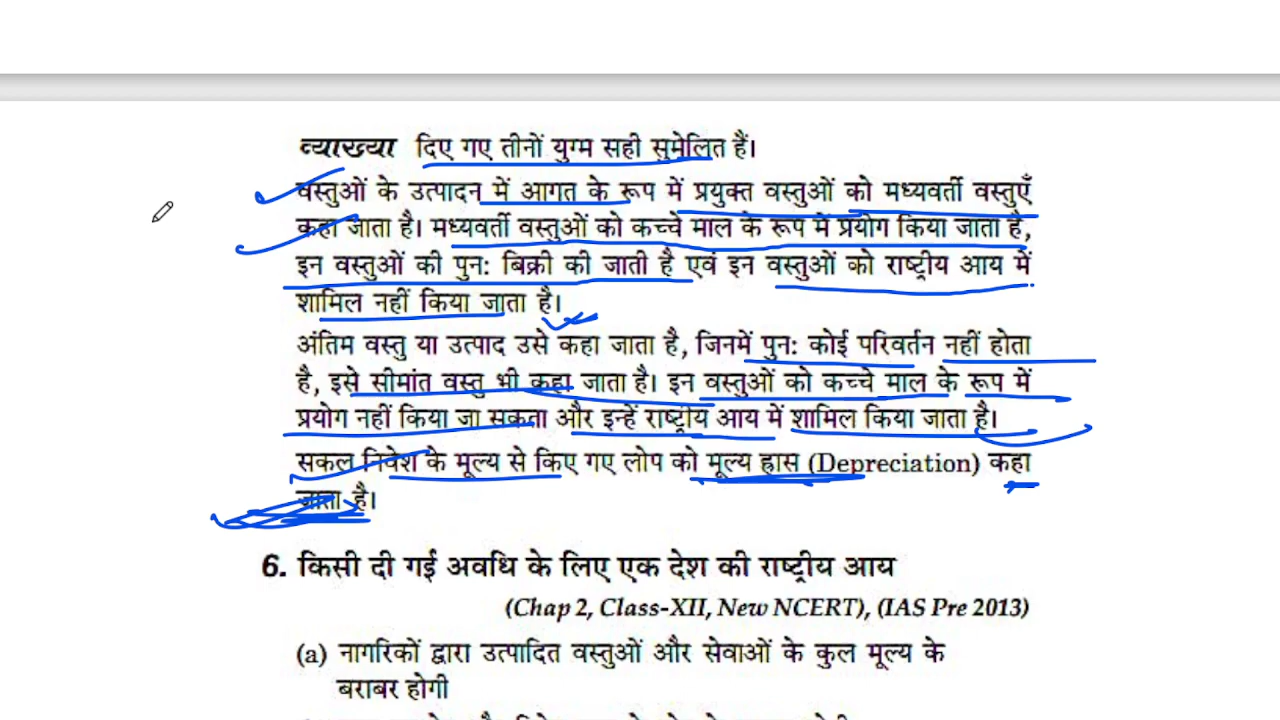 व्याख्या दिए गए तीनों युग्म सही सुमेलित हैं।
वस्तुओं के उत्पादन में आगत के रूप में प्रयुक्त वस्तुओं को मध्यवर्ती वस्तुएँ
कहा जाता है। मध्यवर्ती वस्तुओं को कच्चे माल के रूप में प्रयोग किया जाता है,
इन वस्तुओं की पुन: बिक्री की जाती है एवं इन वस्तुओं को राष्ट्रीय आय में
शामिल नहीं किया जाता है।
अंतिम वस्तु या उत्पाद उसे कहा जाता है, जिनमें पुन: कोई परिवर्तन नहीं होता
है, इसे सीमांत वस्तु भी कहा जाता है। इन वस्तुओं को कच्चे माल के रूप में
प्रयोग नहीं किया जा सकता और इन्हें राष्ट्रीय आय में शामिल किया जाता है।
सकल निवेश के मूल्य से किए गए लोप को मूल्य ह्रास (Depreciation) कहा
जाता है।
6. किसी दी गई अवधि के लिए एक देश की राष्ट्रीय आय
(Chap 2, Class-XII, New NCERT), (IAS Pre 2013)
(a) नागरिकों द्वारा उत्पादित वस्तुओं और सेवाओं के कुल मूल्य के
बराबर होगी